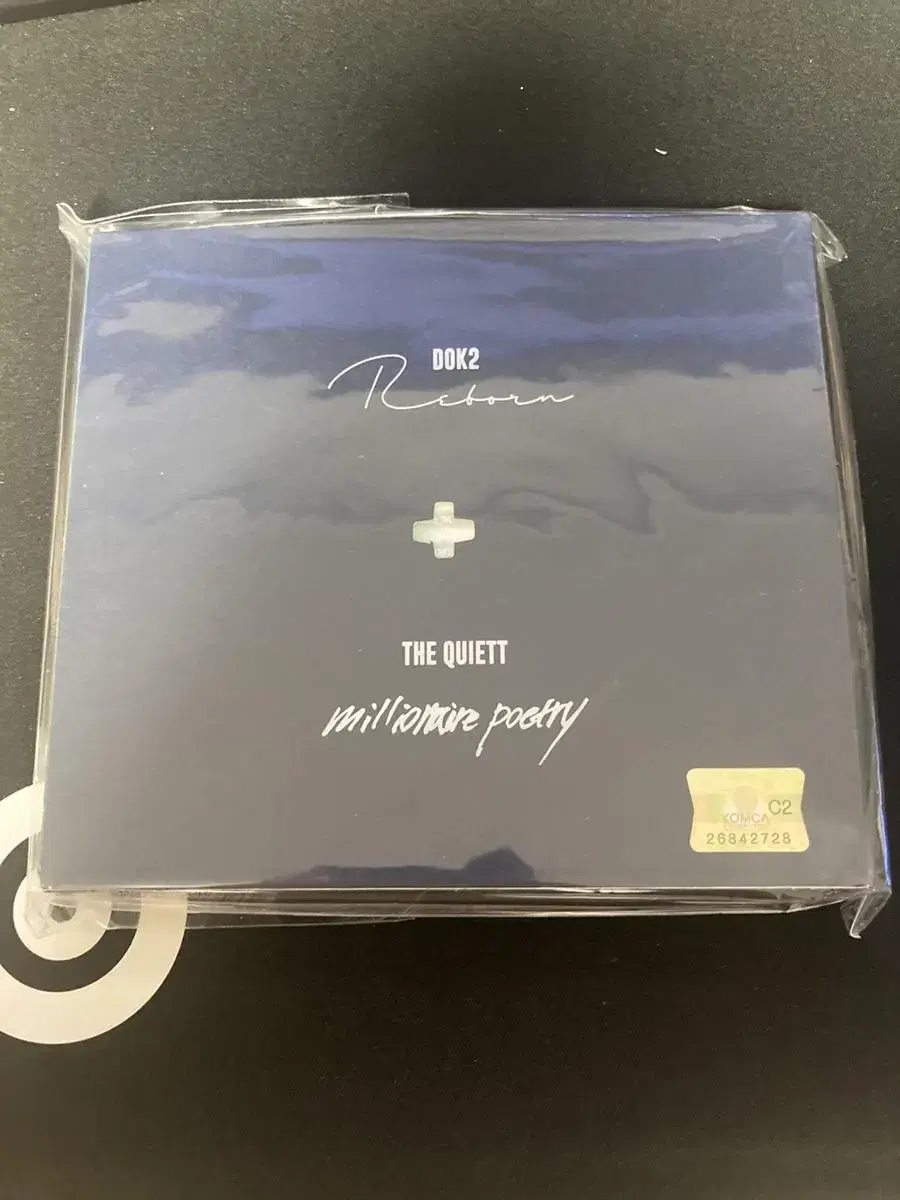 DOK2
Reborn
THE QUIETT
millionaire poetry
C2
KOMCA
26842728